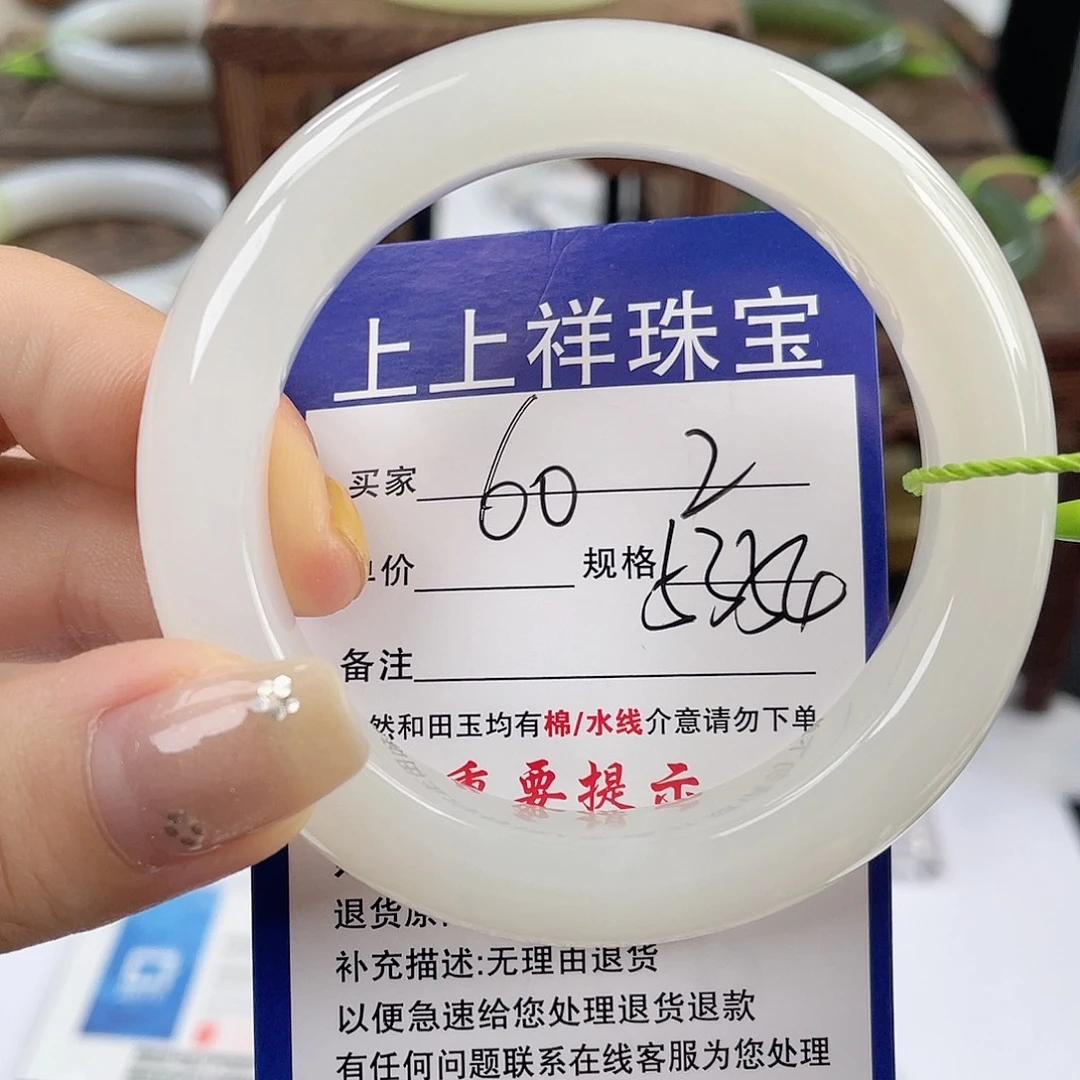 上上祥珠宝
买家 60 2
价 规格
备注
然和田玉均有棉/水线介意请勿下单
重要提示
退货原
补充描述:无理由退货
以便急速给您处理退货退款
有任何问题联系在线客服为您处理